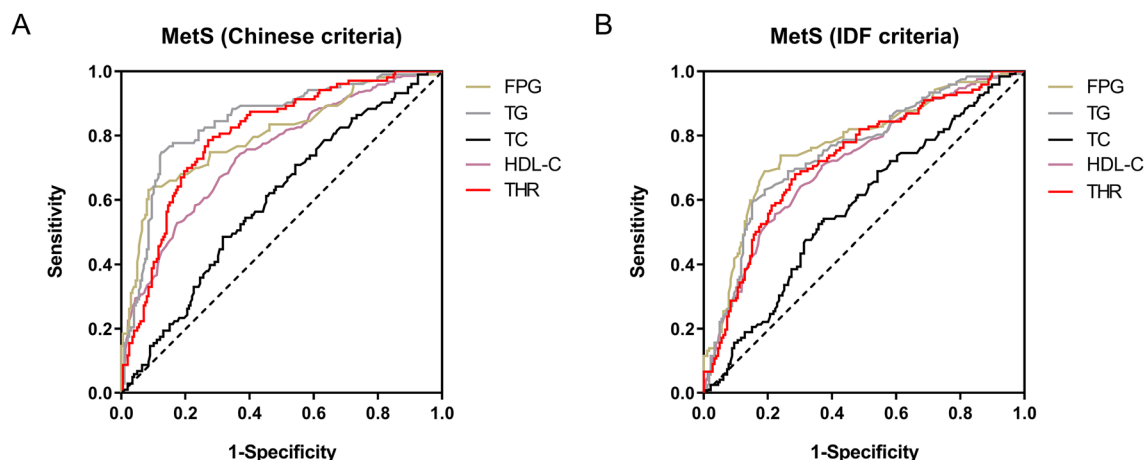 A
MetS (Chinese criteria)
Sensitivity
1.0
0.8
0.6
0.4
0.2
0.0
0.0 0.2 0.4 0.6 0.8 1.0
1-Specificity
FPG
TG
TC
HDL-C
THR
B
MetS (IDF criteria)
Sensitivity
1.0
0.8
0.6
0.4
0.2
0.0
0.0 0.2 0.4 0.6 0.8 1.0
1-Specificity
FPG
TG
TC
HDL-C
THR